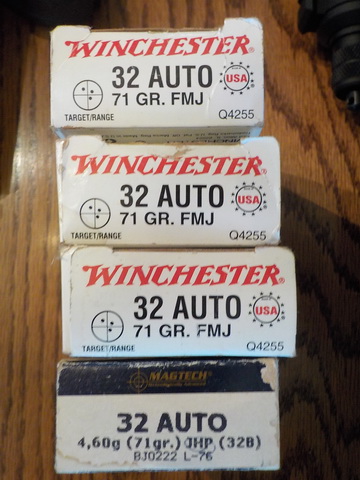 WINCHESTER
32 AUTO
USA
71 GR. FMJ
TARGET/RANGE
Q4255
WINCHESTER
32 AUTO
USA
71 GR. FMJ
TARGET/RANGE
Q4255
WINCHESTER
32 AUTO
USA
71 GR. FMJ
TARGET/RANGE
Q4255
MAGTECH
32 AUTO
4,60g (71gr.) JHP (32B)
BJ0222 L-76